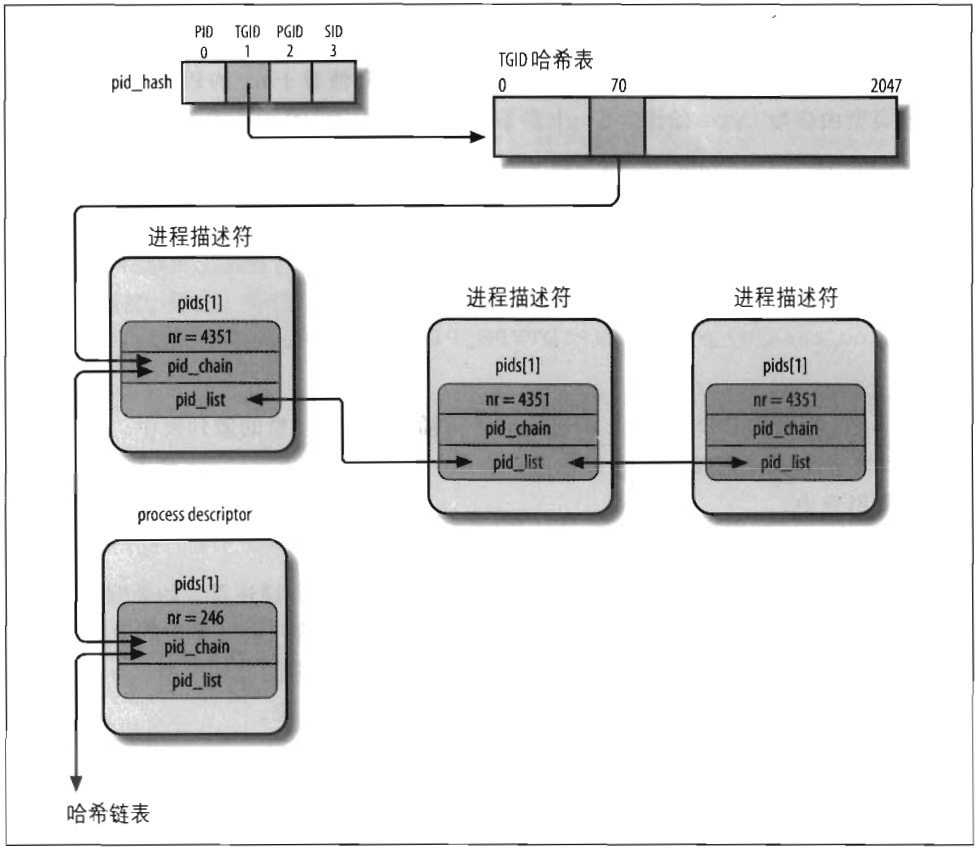 PID TGID PGID SID
0 1 2 3
pid_hash
TGID 哈希表
0 70 2047
进程描述符
pids[1]
nr = 4351
pid_chain
pid_list
进程描述符
pids[1]
nr = 4351
pid_chain
pid_list
进程描述符
pids[1]
nr = 4351
pid_chain
pid_list
process descriptor
pids[1]
nr = 246
pid_chain
pid_list
哈希链表